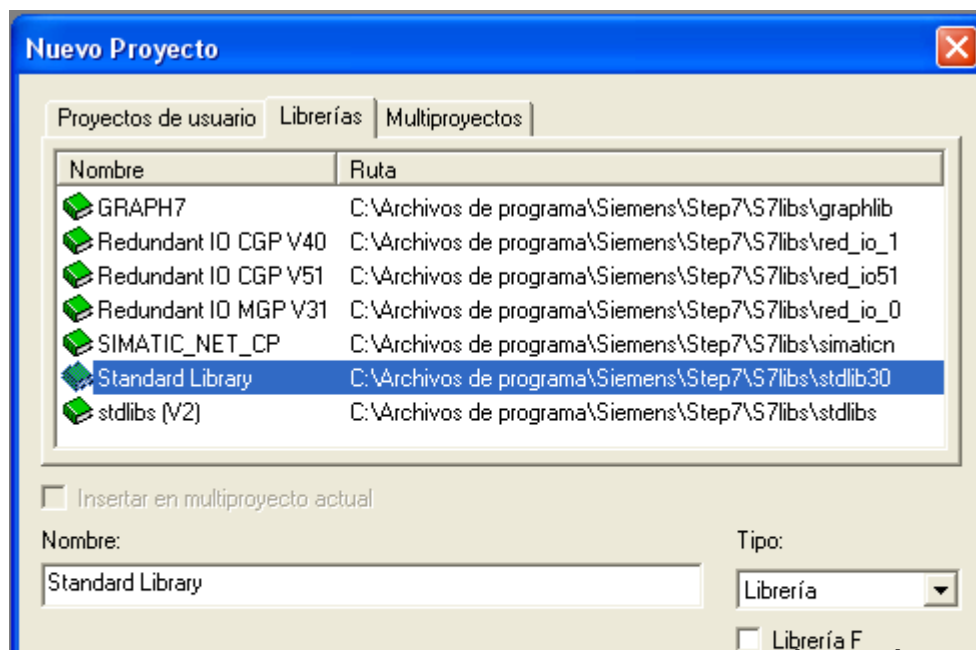 Nuevo Proyecto
Proyectos de usuario Librerías Multiproyectos
Nombre Ruta
GRAPH7 C:\Archivos de programa\Siemens\Step7\S7libs\graphlib
Redundant IO CGP V40 C:\Archivos de programa\Siemens\Step7\S7libs\red_io_1
Redundant IO CGP V51 C:\Archivos de programa\Siemens\Step7\S7libs\red_io51
Redundant IO MGP V31 C:\Archivos de programa\Siemens\Step7\S7libs\red_io_0
SIMATIC_NET_CP C:\Archivos de programa\Siemens\Step7\S7libs\simaticn
Standard Library C:\Archivos de programa\Siemens\Step7\S7libs\stdlib30
stdlibs (V2) C:\Archivos de programa\Siemens\Step7\S7libs\stdlibs
Insertar en multiproyecto actual
Nombre: Tipo:
Standard Library Librería
Librería F